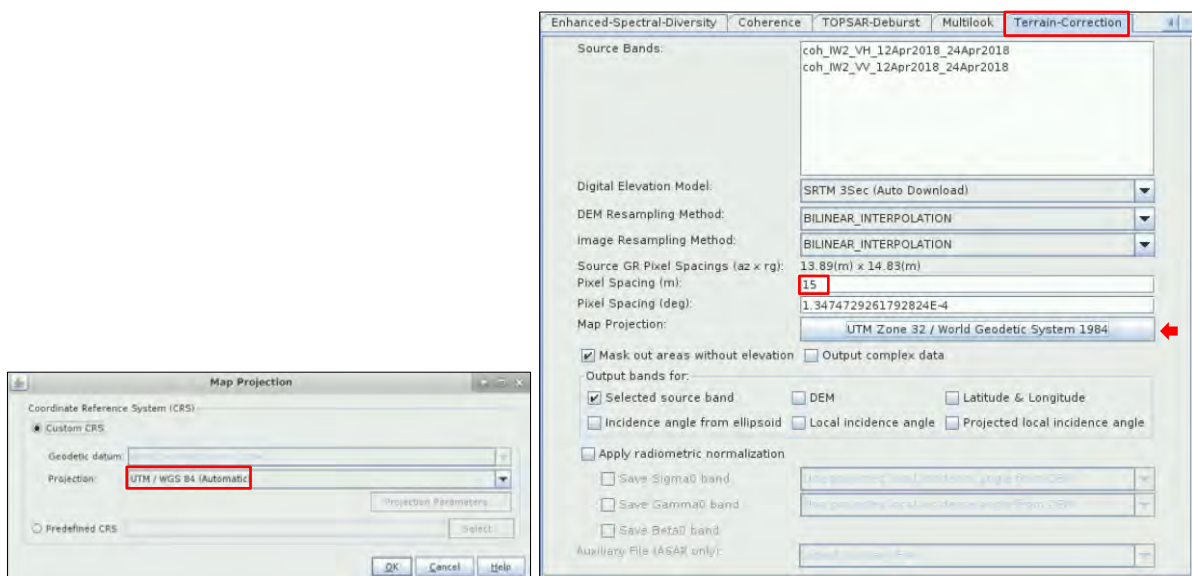 Map Projection
Coordinate Reference System (CRS)
Custom CRS
Geodetic datum:
Projection: UTM / WGS 84 (Automatic
Projection Parameters
Predefined CRS Select...
OK Cancel Help
Enhanced-Spectral-Diversity Coherence TOPSAR-Deburst Multilook Terrain-Correction
Source Bands: coh_IW2_VH_12Apr2018_24Apr2018
coh_IW2_VV_12Apr2018_24Apr2018
Digital Elevation Model: SRTM 3Sec (Auto Download)
DEM Resampling Method: BILINEAR_INTERPOLATION
Image Resampling Method: BILINEAR_INTERPOLATION
Source GR Pixel Spacings (az x rg): 13.89(m) x 14.83(m)
Pixel Spacing (m): 15
Pixel Spacing (deg): 1.3474729261792824E-4
Map Projection: UTM Zone 32 / World Geodetic System 1984
Mask out areas without elevation Output complex data
Output bands for:
Selected source band DEM Latitude & Longitude
Incidence angle from ellipsoid Local incidence angle Projected local incidence angle
Apply radiometric normalization
Save Sigma0 band
Save Gamma0 band
Save Beta0 band
Auxiliary File (ASAR only):